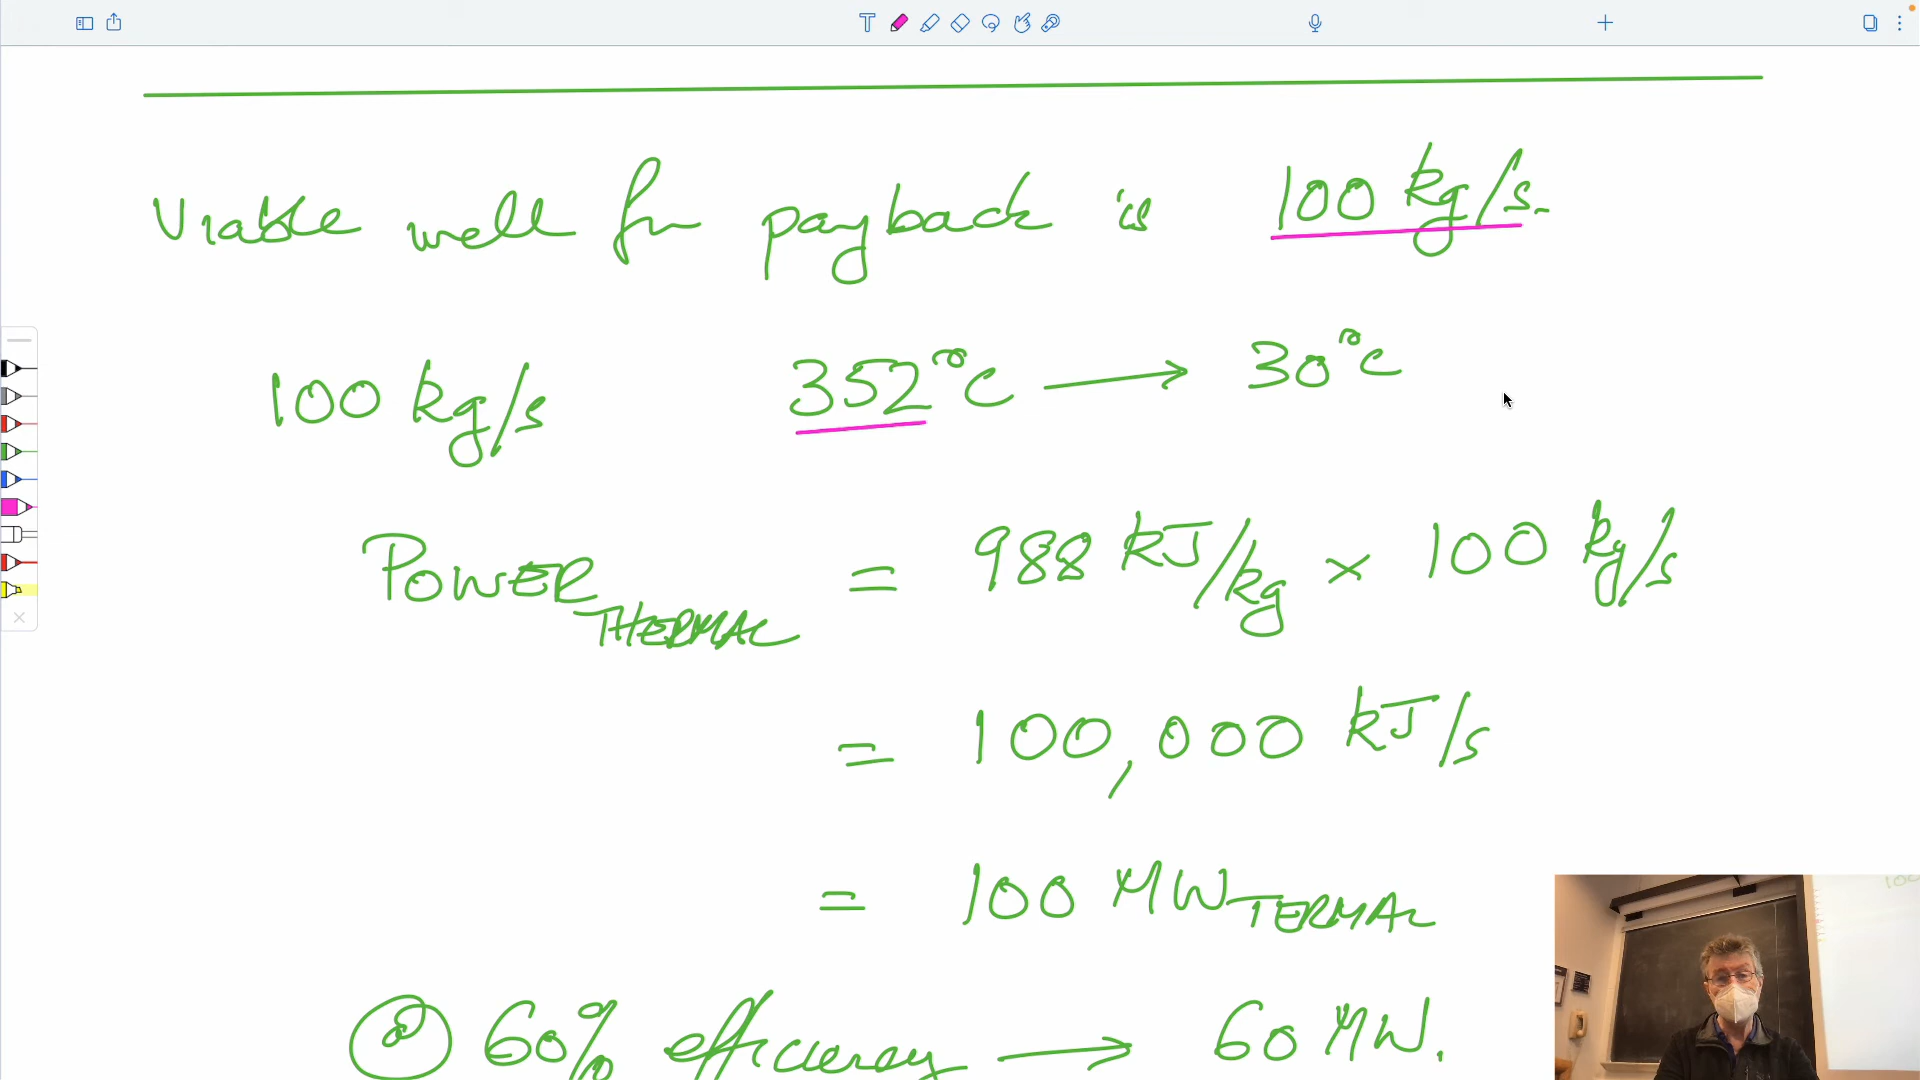 Viable well for payback is 100 kg/s.
100 kg/s 352°C → 30°C
POWER THERMAL = 988 kJ/kg × 100 kg/s
= 100,000 kJ/s
= 100 MW TERMAL
@ 60% efficiency → 60 MW.